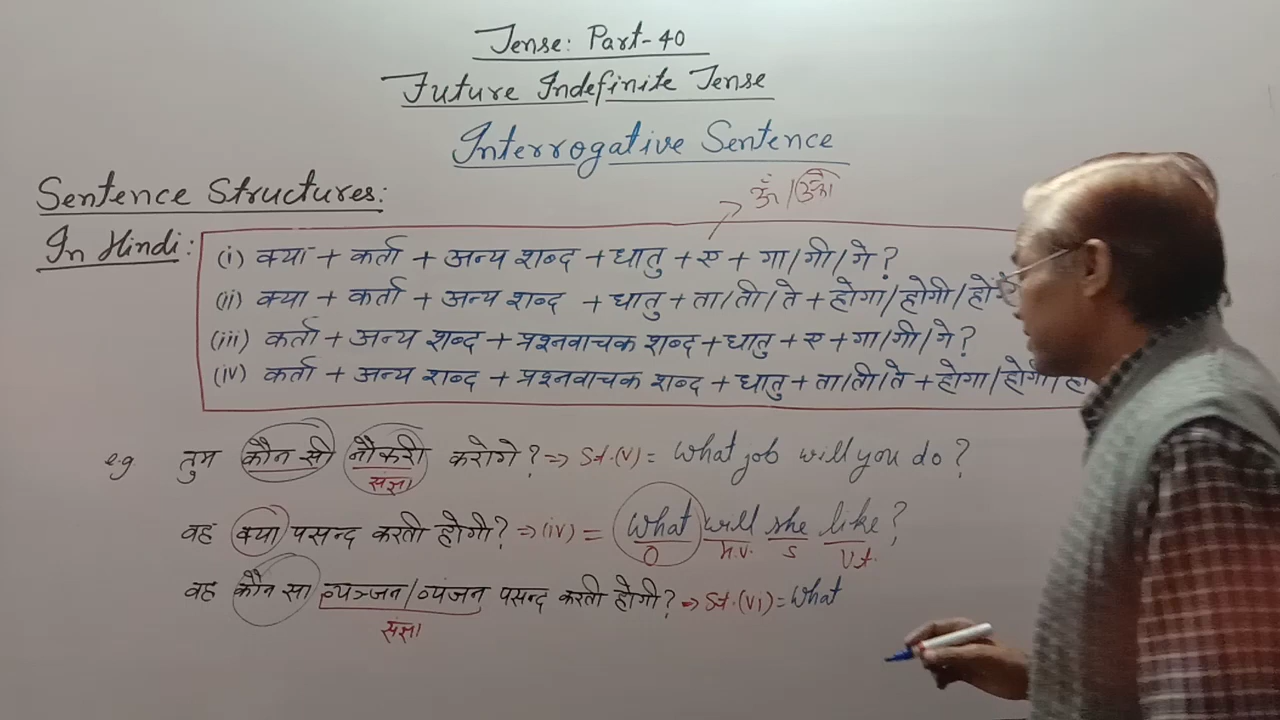 Tense: Part-40
Future Indefinite Tense
Interrogative Sentence
Sentence Structures:
In Hindi:
(i) क्या + कर्ता + अन्य शब्द + धातु + ए + गा/गी/गे?
(ii) क्या + कर्ता + अन्य शब्द + धातु + ता/ती/ते + होगा/होगी/हों
(iii) कर्ता + अन्य शब्द + प्रश्नवाचक शब्द + धातु + ए + गा/गी/गे?
(iv) कर्ता + अन्य शब्द + प्रश्नवाचक शब्द + धातु + ता/ती/ते + होगा/होगी/हो
e.g तुम कौन सी नौकरी करोगे? => St.(V) = What job will you do?
संज्ञा
वह क्या पसन्द करती होगी? => (iv) = What will she like?
O H.V. S V1.
वह कौन सा व्यञ्जन/व्यंजन पसन्द करती होगी? => St.(VI) = What
संज्ञा